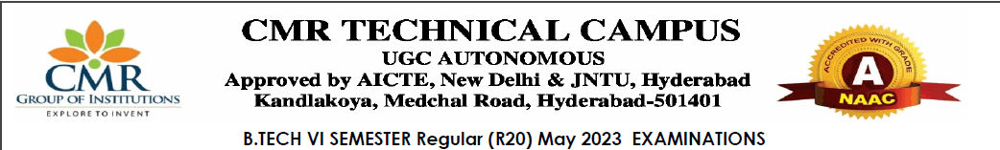 CMR TECHNICAL CAMPUS
UGC AUTONOMOUS
Approved by AICTE, New Delhi & JNTU, Hyderabad
Kandlakoya, Medchal Road, Hyderabad-501401
B.TECH VI SEMESTER Regular (R20) May 2023 EXAMINATIONS
CMR
GROUP OF INSTITUTIONS
EXPLORE TO INVENT
ACCREDITED WITH GRADE
A
NAAC